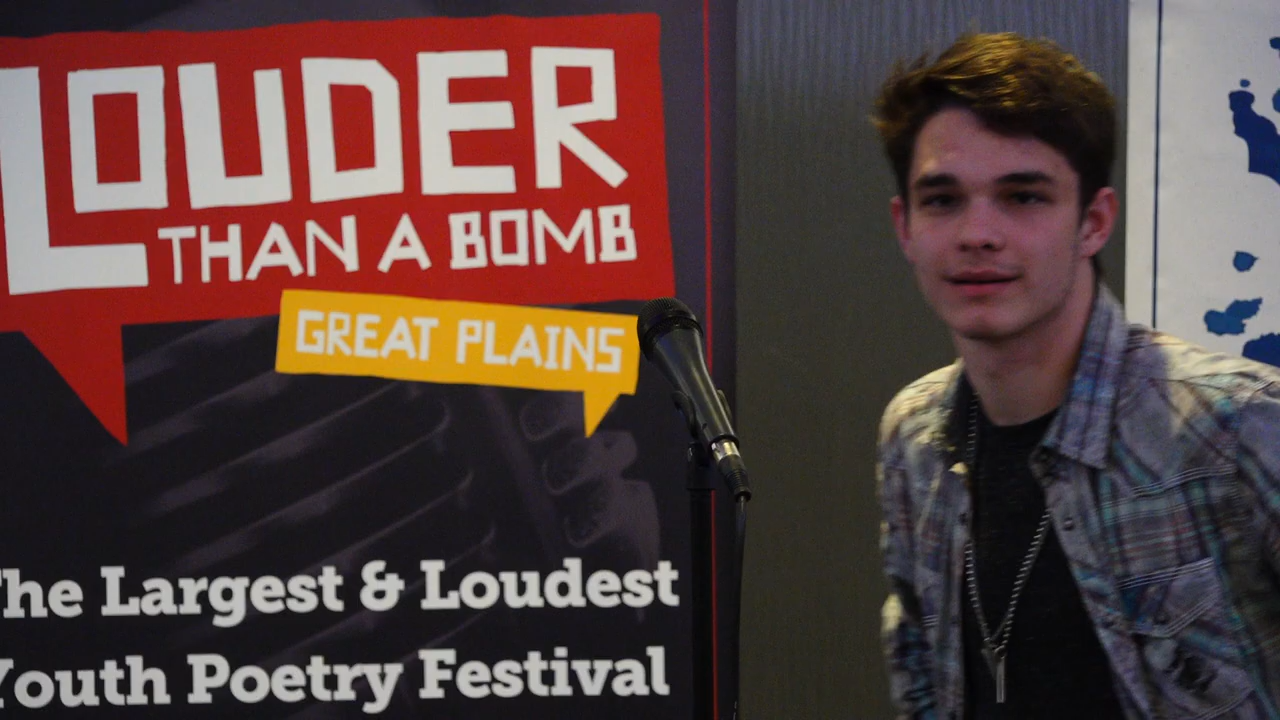 LOUDER
THAN A BOMB
GREAT PLAINS
The Largest & Loudest
Youth Poetry Festival